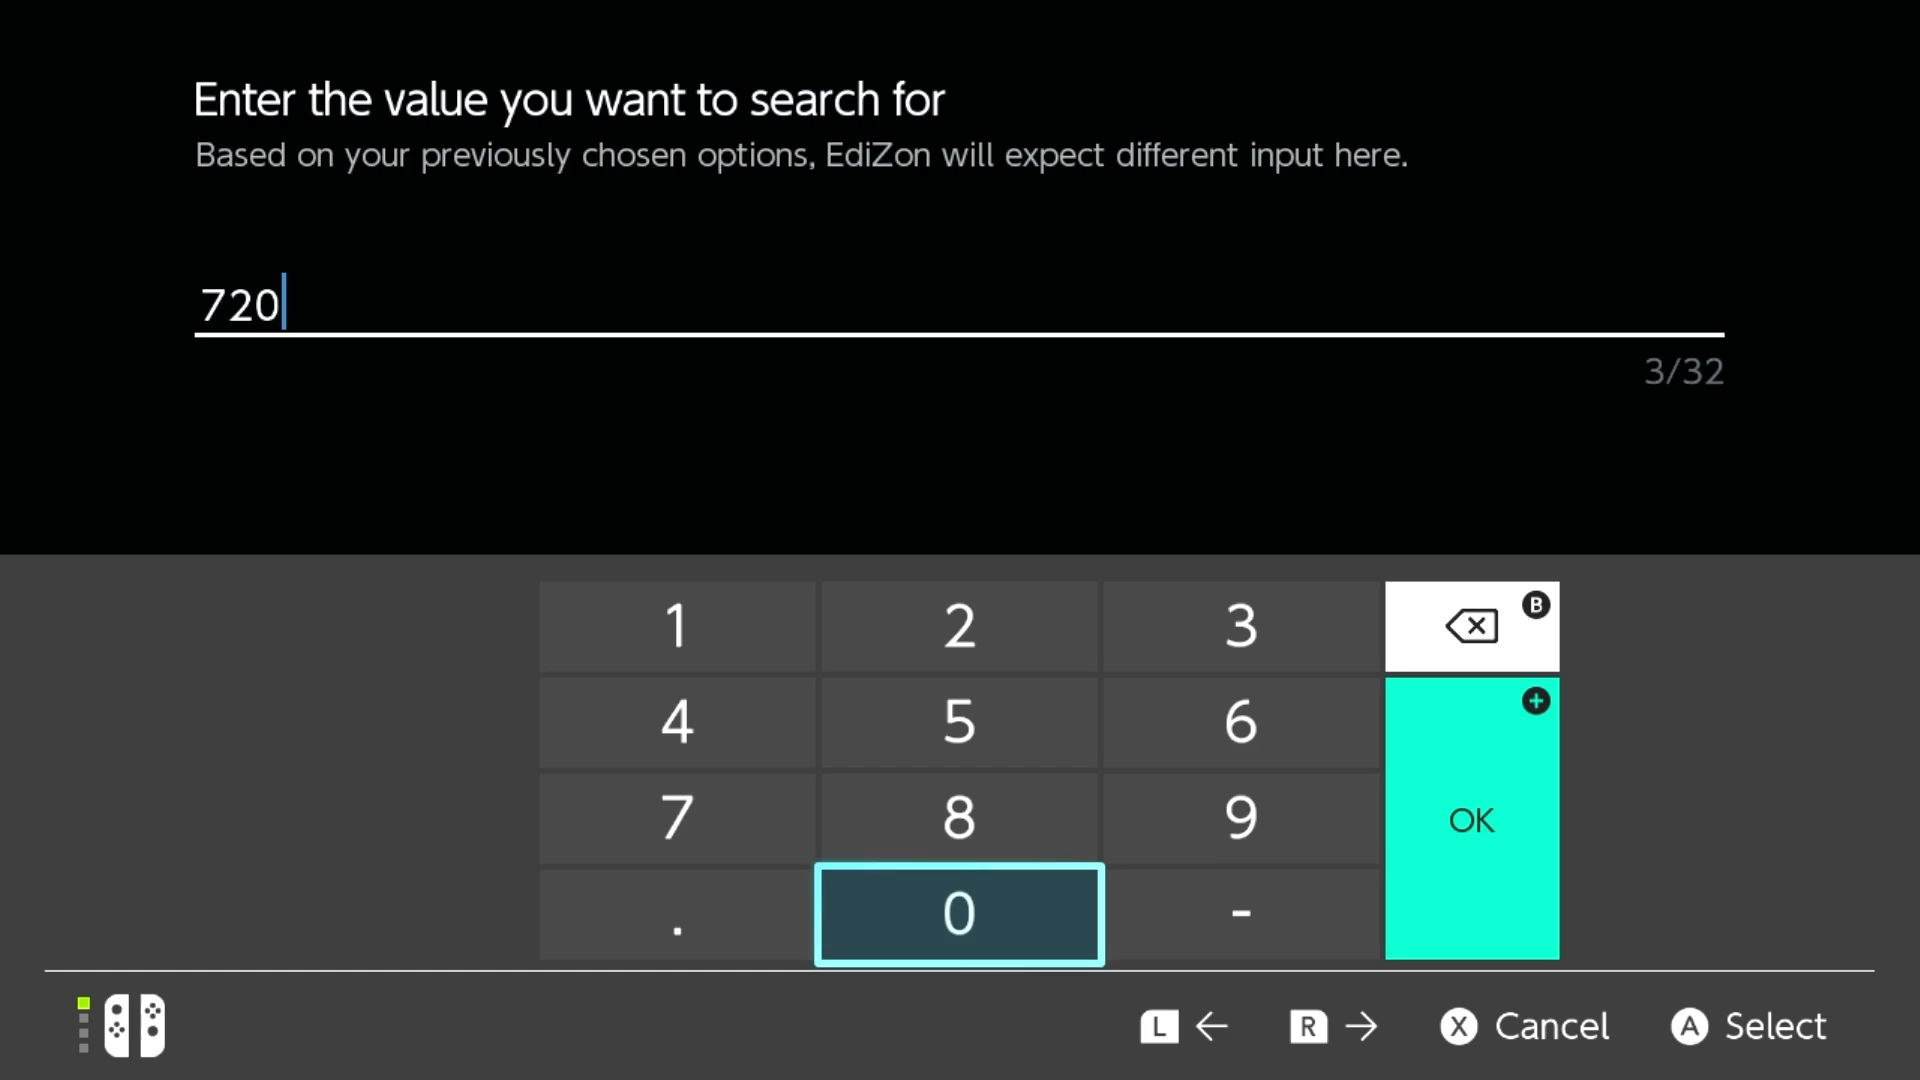 Enter the value you want to search for
Based on your previously chosen options, EdiZon will expect different input here.
720
3/32
1 2 3 B
4 5 6 +
7 8 9 OK
. 0 -
L ← R → X Cancel A Select